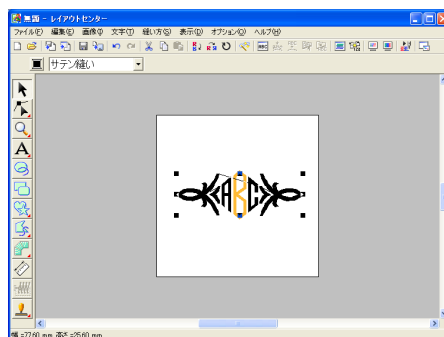 無題 - レイアウトセンター
ファイル(F) 編集(E) 画像(I) 文字(T) 縫い方(S) 表示(D) オプション(O) ヘルプ(H)
サテン縫い
A
ABC
幅 =77.60 mm 高さ =25.60 mm